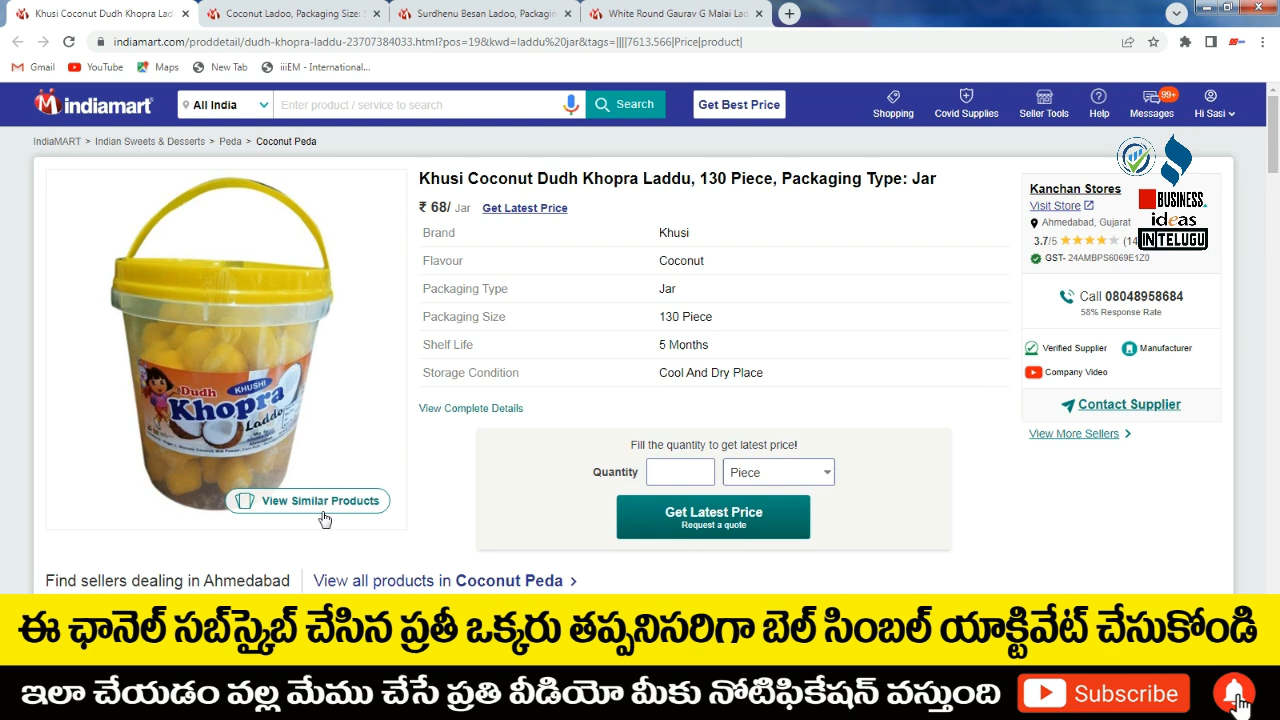 Khusi Coconut Dudh Khopra Lad
Coconut Ladoo, Packaging Size:
Surdhenu Besan Ladoo, Packagin
White Round Gaurav G Malai Lad
indiamart.com/proddetail/dudh-khopra-laddu-23707384033.html?pos=19&kwd=laddu%20jar&tags=||||7613.566|Price|product|
Gmail YouTube Maps New Tab iiiEM - International...
indiamart
All India
Enter product / service to search
Search
Get Best Price
Shopping
Covid Supplies
Seller Tools
Help
99+
Messages
Hi Sasi
IndiaMART > Indian Sweets & Desserts > Peda > Coconut Peda
Khusi Coconut Dudh Khopra Laddu, 130 Piece, Packaging Type: Jar
₹ 68/ Jar Get Latest Price
Brand Khusi
Flavour Coconut
Packaging Type Jar
Packaging Size 130 Piece
Shelf Life 5 Months
Storage Condition Cool And Dry Place
View Complete Details
Fill the quantity to get latest price!
Quantity Piece
Get Latest Price
Request a quote
Dudh
KHUSHI
Khopra
Laddo
View Similar Products
Kanchan Stores
Visit Store
Ahmedabad, Gujarat
3.7/5 (14
GST- 24AMBPS6069E1Z0
BUSINESS
ideas
IN TELUGU
Call 08048958684
58% Response Rate
Verified Supplier Manufacturer
Company Video
Contact Supplier
View More Sellers
Find sellers dealing in Ahmedabad View all products in Coconut Peda
ఈ ఛానెల్ సబ్‌స్క్రైబ్ చేసిన ప్రతీ ఒక్కరు తప్పనిసరిగా బెల్ సింబల్ యాక్టివేట్ చేసుకోండి
ఇలా చేయడం వల్ల మేము చేసే ప్రతి వీడియో మీకు నోటిఫికేషన్ వస్తుంది
Subscribe